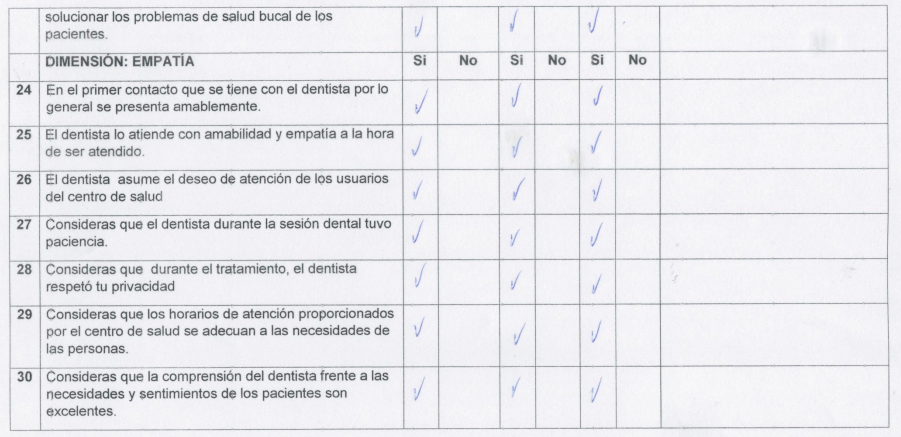 solucionar los problemas de salud bucal de los ✓ ✓ ✓
pacientes.
DIMENSIÓN: EMPATÍA Si No Si No Si No
24 En el primer contacto que se tiene con el dentista por lo ✓ ✓ ✓
general se presenta amablemente.
25 El dentista lo atiende con amabilidad y empatía a la hora ✓ ✓ ✓
de ser atendido.
26 El dentista asume el deseo de atención de los usuarios ✓ ✓ ✓
del centro de salud
27 Consideras que el dentista durante la sesión dental tuvo ✓ ✓ ✓
paciencia.
28 Consideras que durante el tratamiento, el dentista ✓ ✓ ✓
respetó tu privacidad
29 Consideras que los horarios de atención proporcionados ✓ ✓ ✓
por el centro de salud se adecuan a las necesidades de
las personas.
30 Consideras que la comprensión del dentista frente a las ✓ ✓ ✓
necesidades y sentimientos de los pacientes son
excelentes.